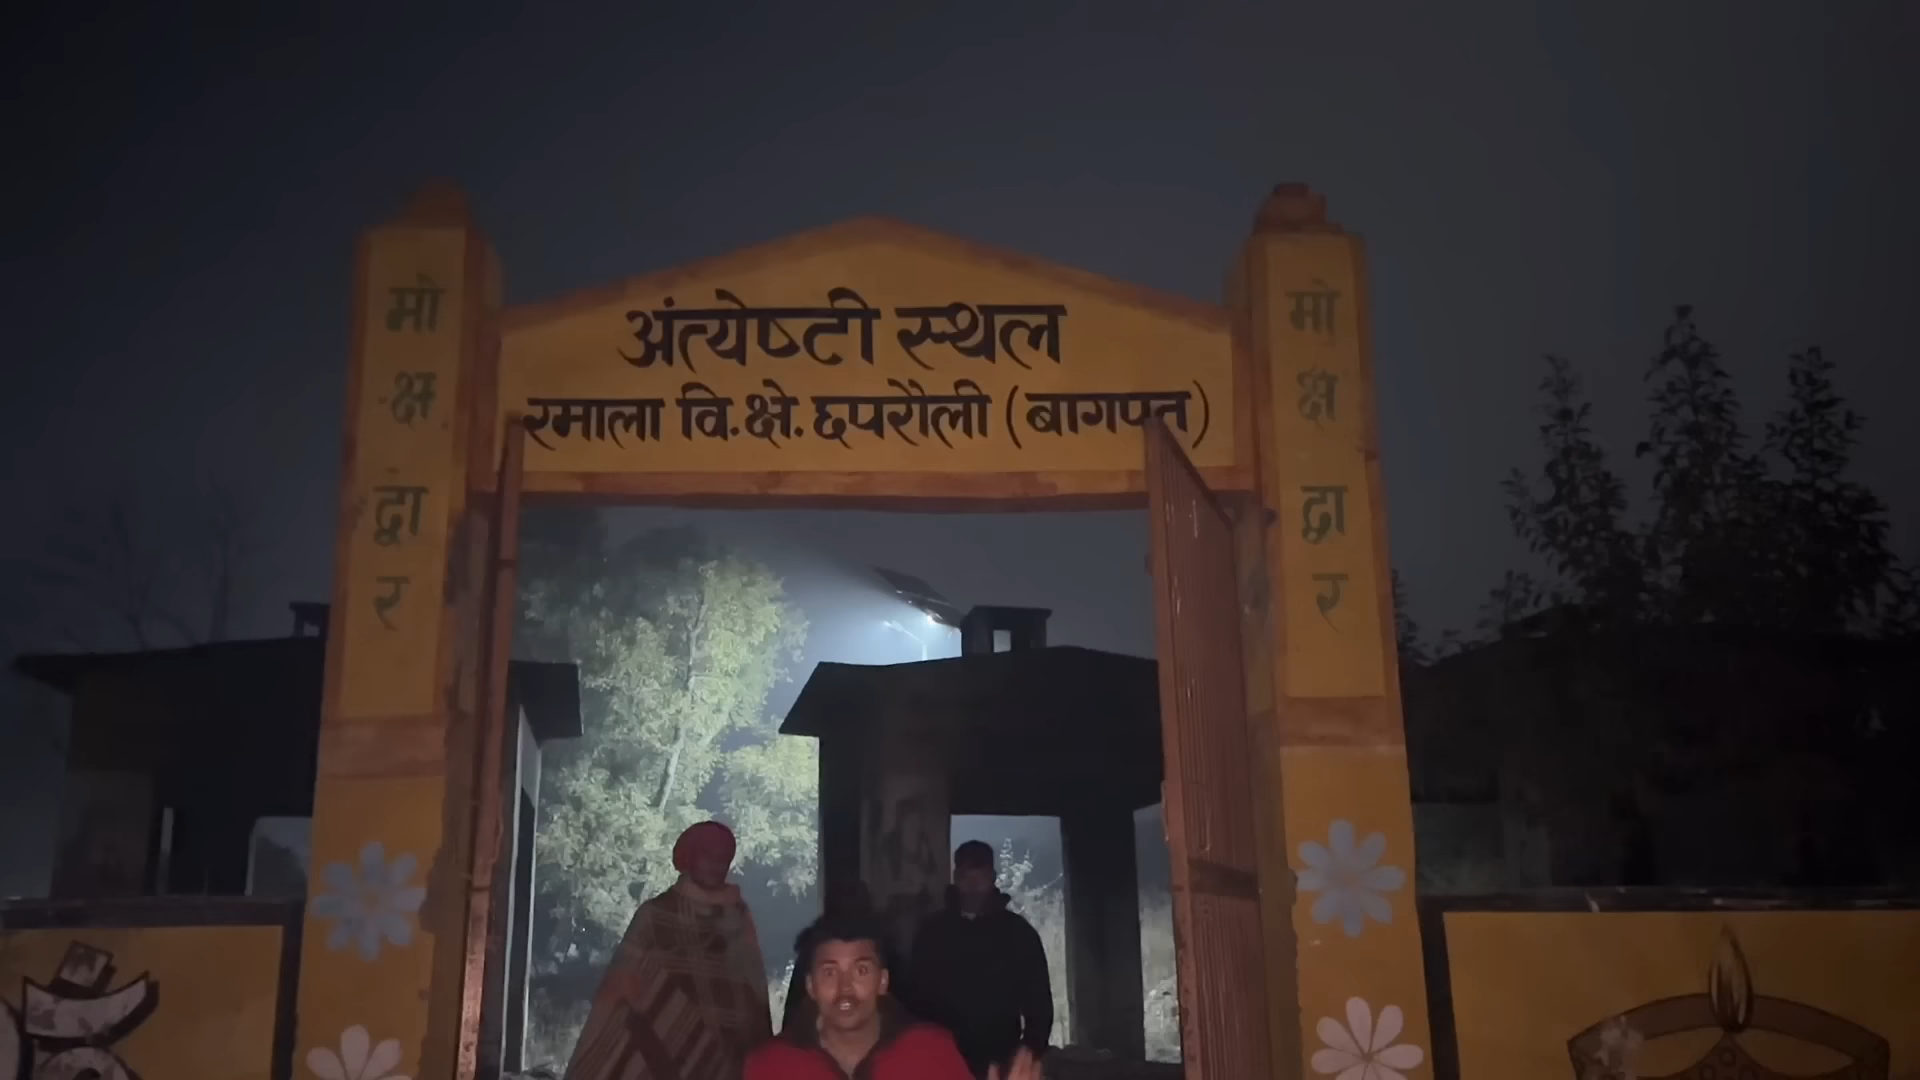 अंत्येष्टी स्थल
रमाला वि.क्षे. छपरौली (बागपत)
मोक्ष द्वार
मोक्ष द्वार